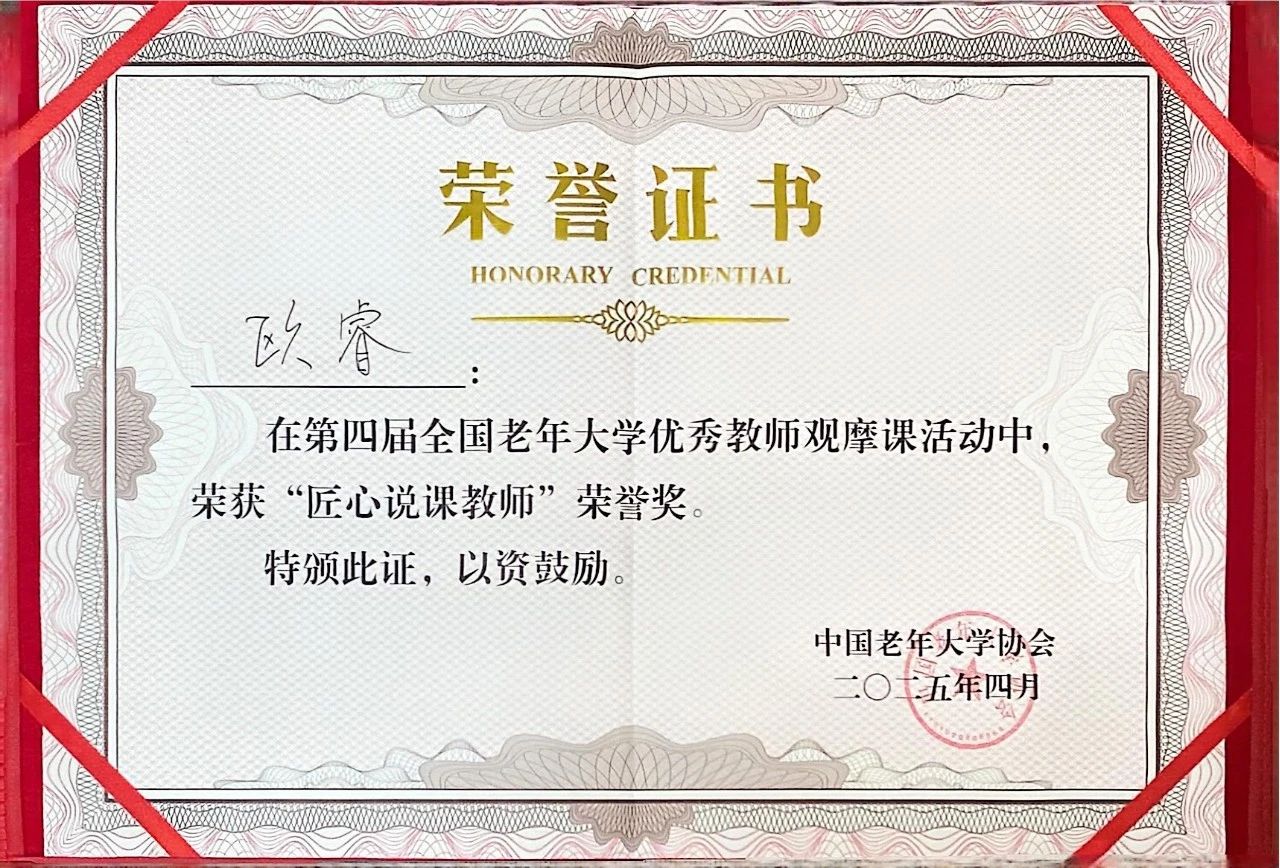 荣誉证书
HONORARY CREDENTIAL
欧睿：
在第四届全国老年大学优秀教师观摩课活动中，
荣获“匠心说课教师”荣誉奖。
特颁此证，以资鼓励。
中国老年大学协会
二〇二五年四月